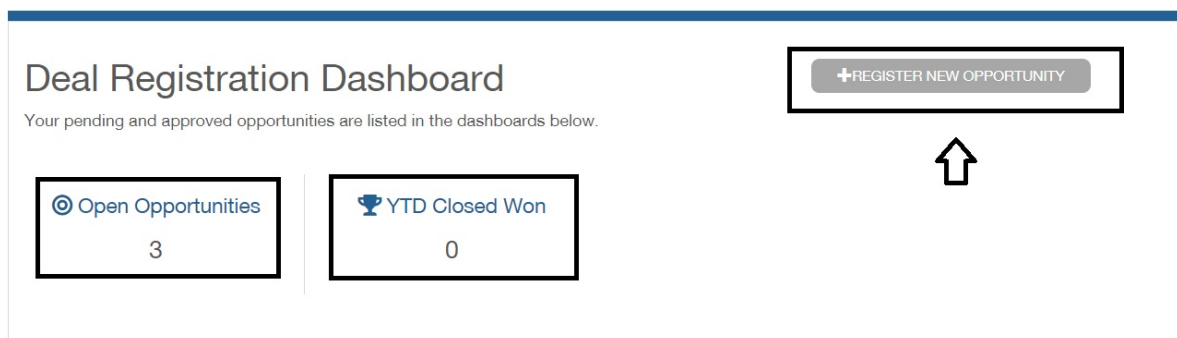 Deal Registration Dashboard
REGISTER NEW OPPORTUNITY
Your pending and approved opportunities are listed in the dashboards below.
Open Opportunities
YTD Closed Won
3
0